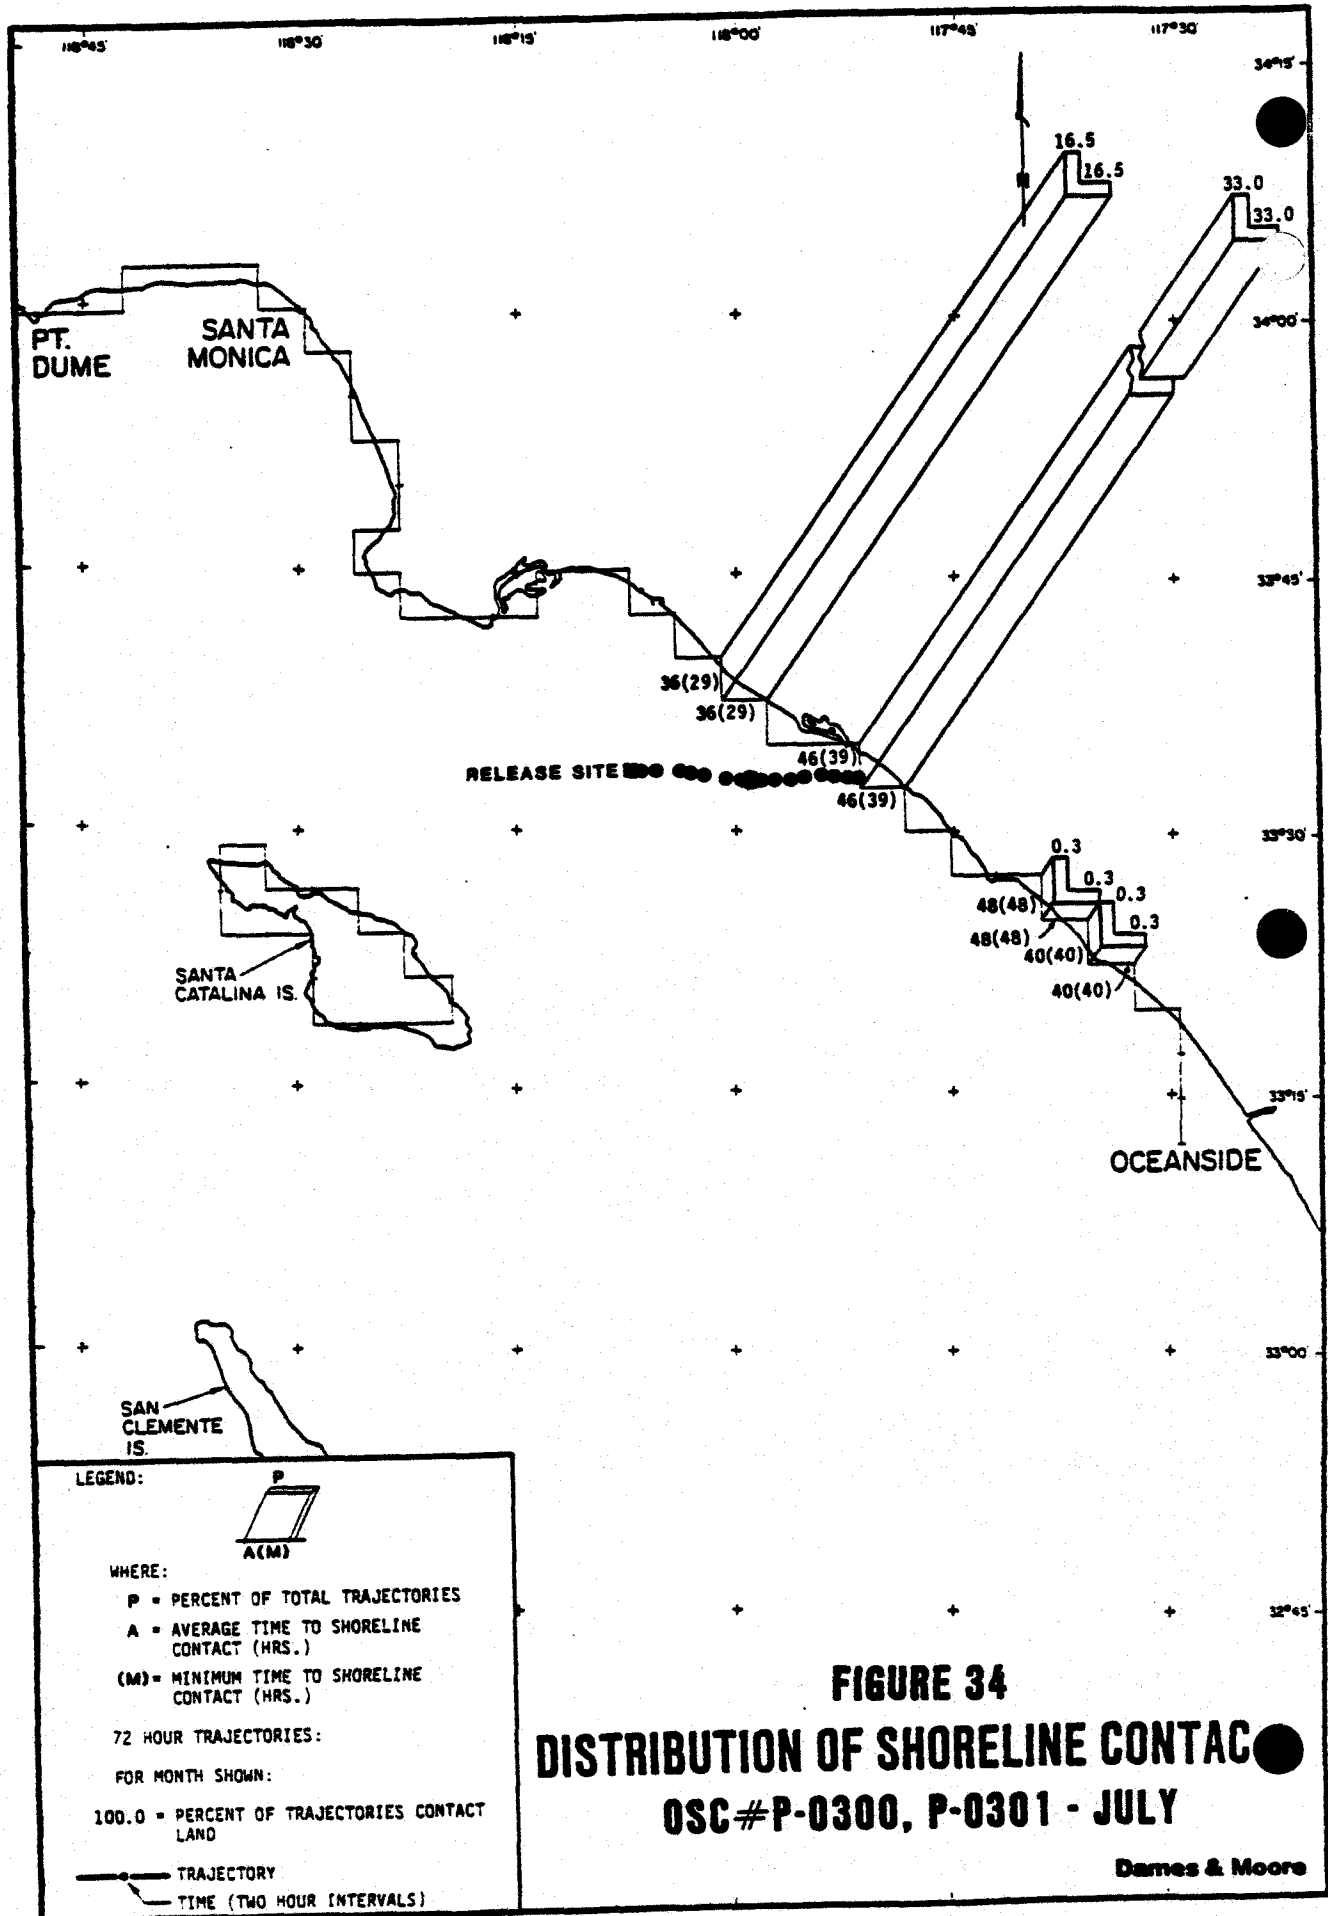 118°45' 118°30' 118°15' 118°00' 117°45' 117°30'
34°15'
16.5
16.5
33.0
33.0
34°00'
PT.
DUME
SANTA
MONICA
33°45'
36(29)
36(29)
46(39)
RELEASE SITE
46(39)
33°30'
0.3
0.3
0.3
0.3
48(48)
48(48)
40(40)
40(40)
SANTA
CATALINA IS.
33°15'
OCEANSIDE
33°00'
SAN
CLEMENTE
IS.
32°45'
LEGEND:
P
A(M)
WHERE:
P = PERCENT OF TOTAL TRAJECTORIES
A = AVERAGE TIME TO SHORELINE
CONTACT (HRS.)
(M)= MINIMUM TIME TO SHORELINE
CONTACT (HRS.)
72 HOUR TRAJECTORIES:
FOR MONTH SHOWN:
100.0 = PERCENT OF TRAJECTORIES CONTACT
LAND
TRAJECTORY
TIME (TWO HOUR INTERVALS)
FIGURE 34
DISTRIBUTION OF SHORELINE CONTAC
OSC#P-0300, P-0301 - JULY
Dames & Moore